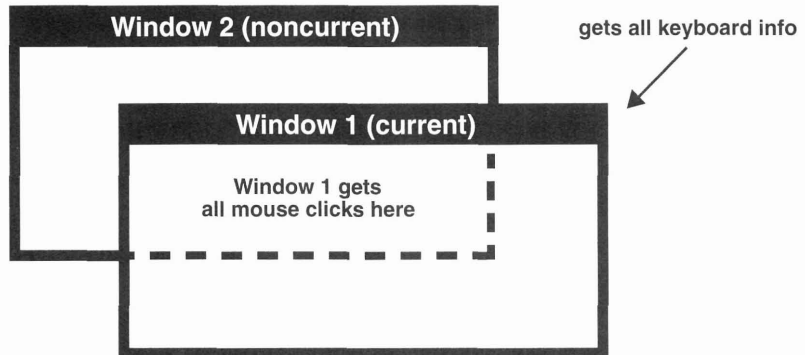 Window 2 (noncurrent)
gets all keyboard info
Window 1 (current)
Window 1 gets
all mouse clicks here